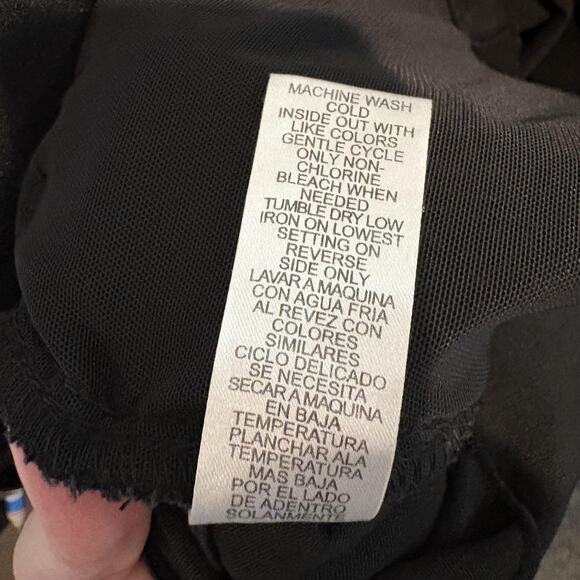 MACHINE WASH
COLD
INSIDE OUT WITH
LIKE COLORS
GENTLE CYCLE
ONLY NON-
CHLORINE
BLEACH WHEN
NEEDED
TUMBLE DRY LOW
IRON ON LOWEST
SETTING ON
REVERSE
SIDE ONLY
LAVAR A MAQUINA
CON AGUA FRIA
AL REVEZ CON
COLORES
SIMILARES
CICLO DELICADO
SE NECESITA
SECAR A MAQUINA
EN BAJA
TEMPERATURA
PLANCHAR ALA
TEMPERATURA
MAS BAJA
POR EL LADO
DE ADENTRO
SOLANMENTE